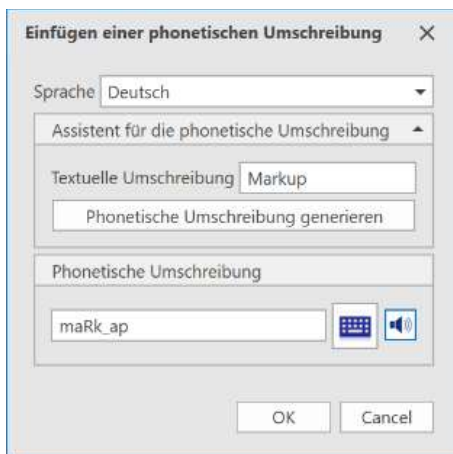 Einfügen einer phonetischen Umschreibung
Sprache Deutsch
Assistent für die phonetische Umschreibung
Textuelle Umschreibung Markup
Phonetische Umschreibung generieren
Phonetische Umschreibung
maRk_ap
OK Cancel